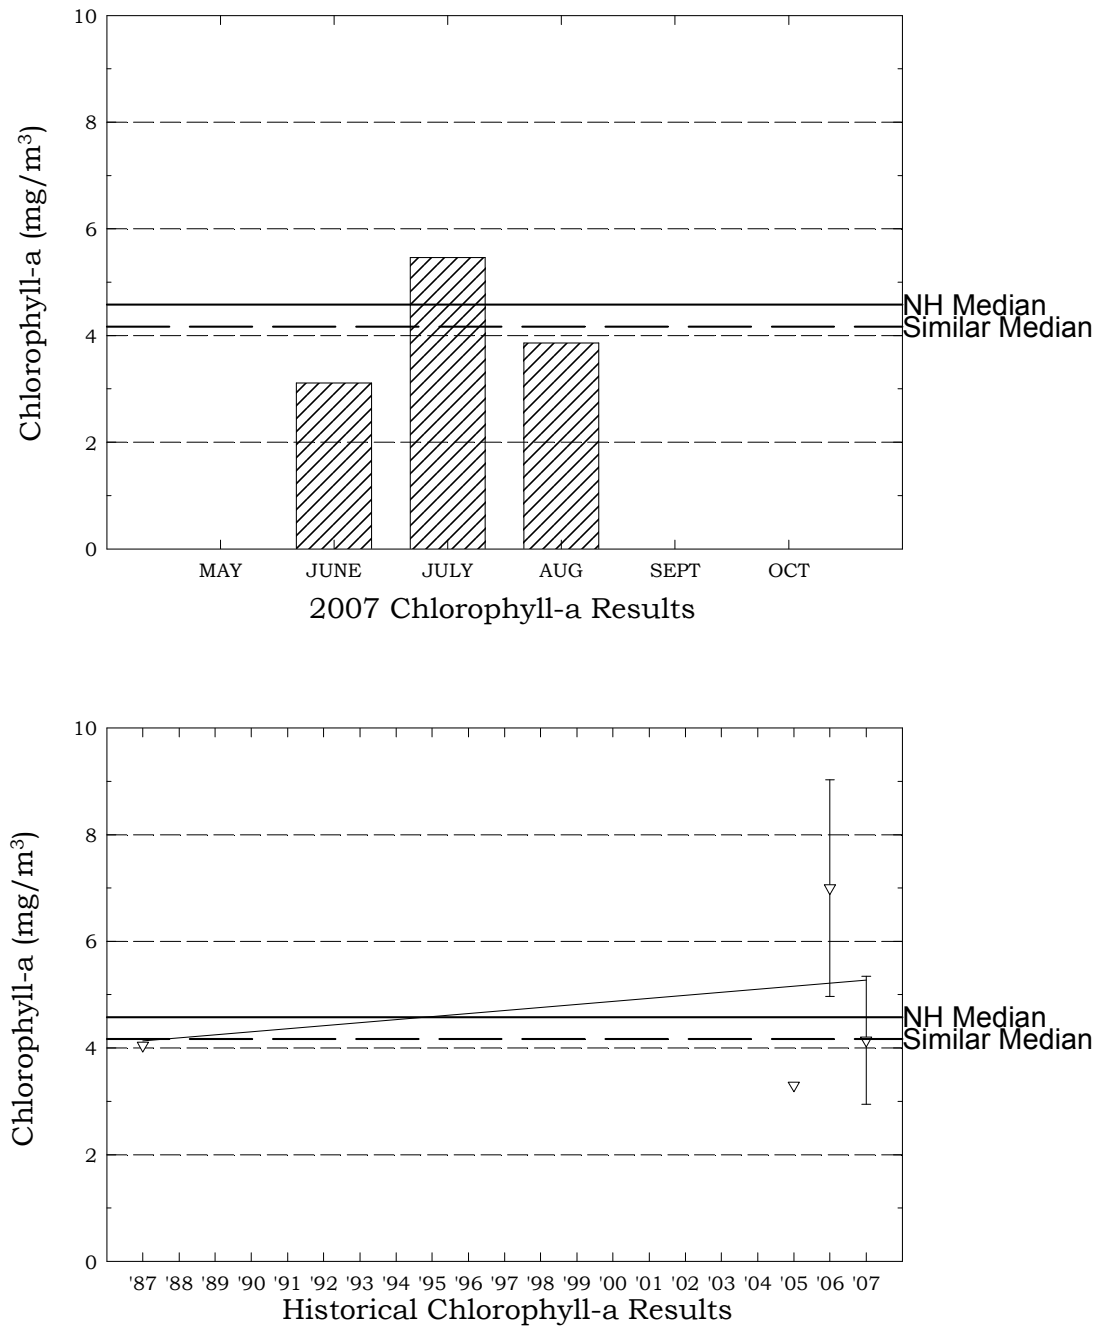 10
8
6
4
2
0
Chlorophyll-a (mg/m³)
NH Median
Similar Median
MAY JUNE JULY AUG SEPT OCT
2007 Chlorophyll-a Results
10
8
6
4
2
0
Chlorophyll-a (mg/m³)
NH Median
Similar Median
'87 '88 '89 '90 '91 '92 '93 '94 '95 '96 '97 '98 '99 '00 '01 '02 '03 '04 '05 '06 '07
Historical Chlorophyll-a Results